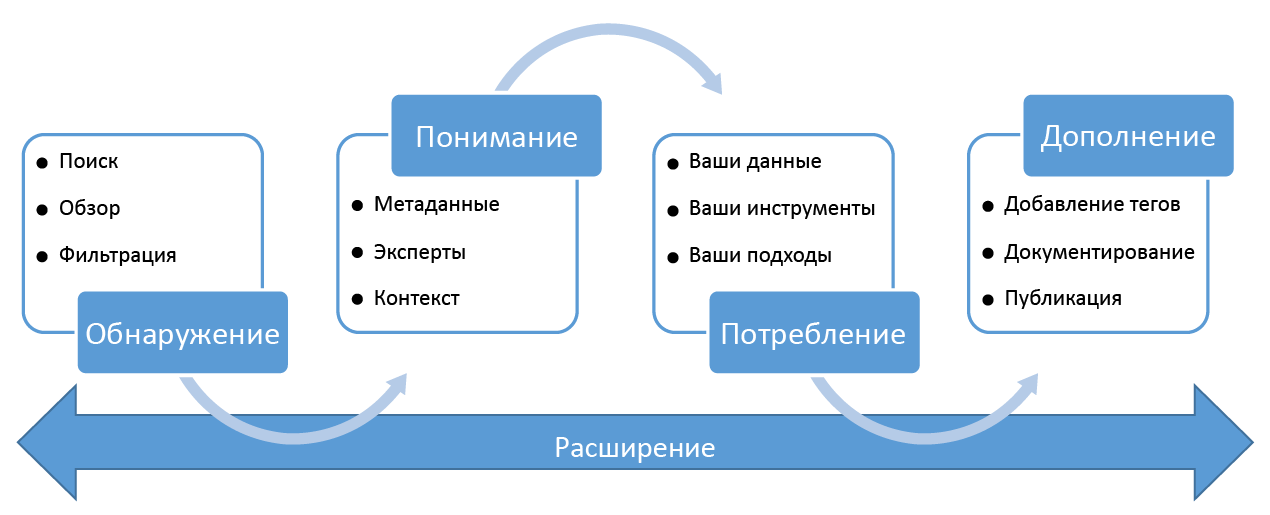 Поиск
Обзор
Фильтрация
Обнаружение
Понимание
Метаданные
Эксперты
Контекст
Ваши данные
Ваши инструменты
Ваши подходы
Потребление
Дополнение
Добавление тегов
Документирование
Публикация
Расширение